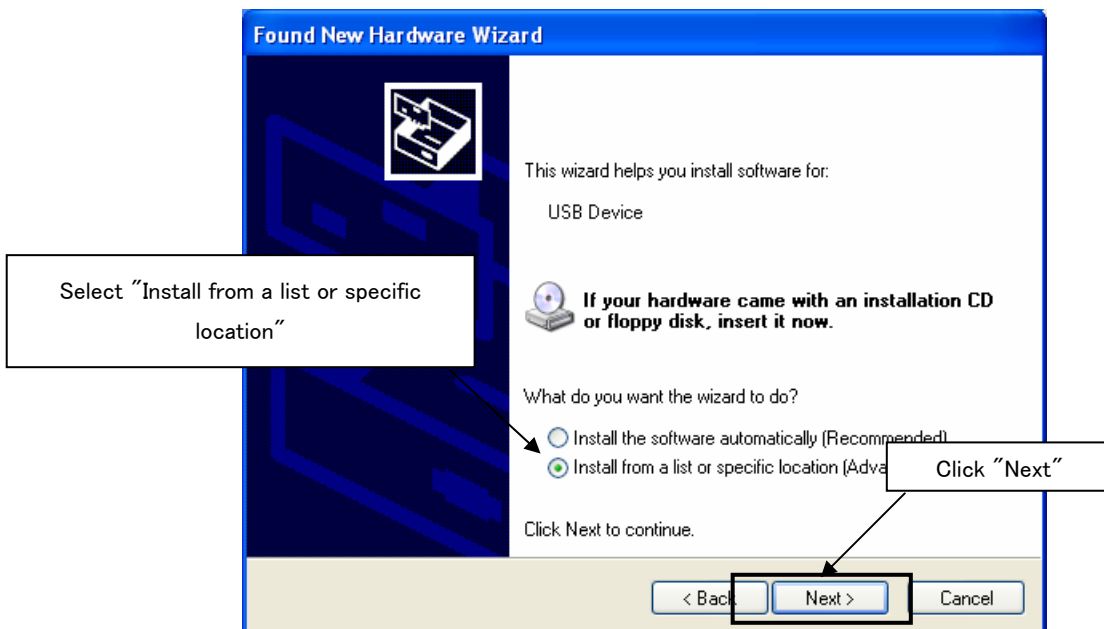 Found New Hardware Wizard
This wizard helps you install software for:
USB Device
Select "Install from a list or specific
location"
If your hardware came with an installation CD
or floppy disk, insert it now.
What do you want the wizard to do?
Install the software automatically (Recommended)
Install from a list or specific location (Adva
Click "Next"
Click Next to continue.
< Back
Next >
Cancel